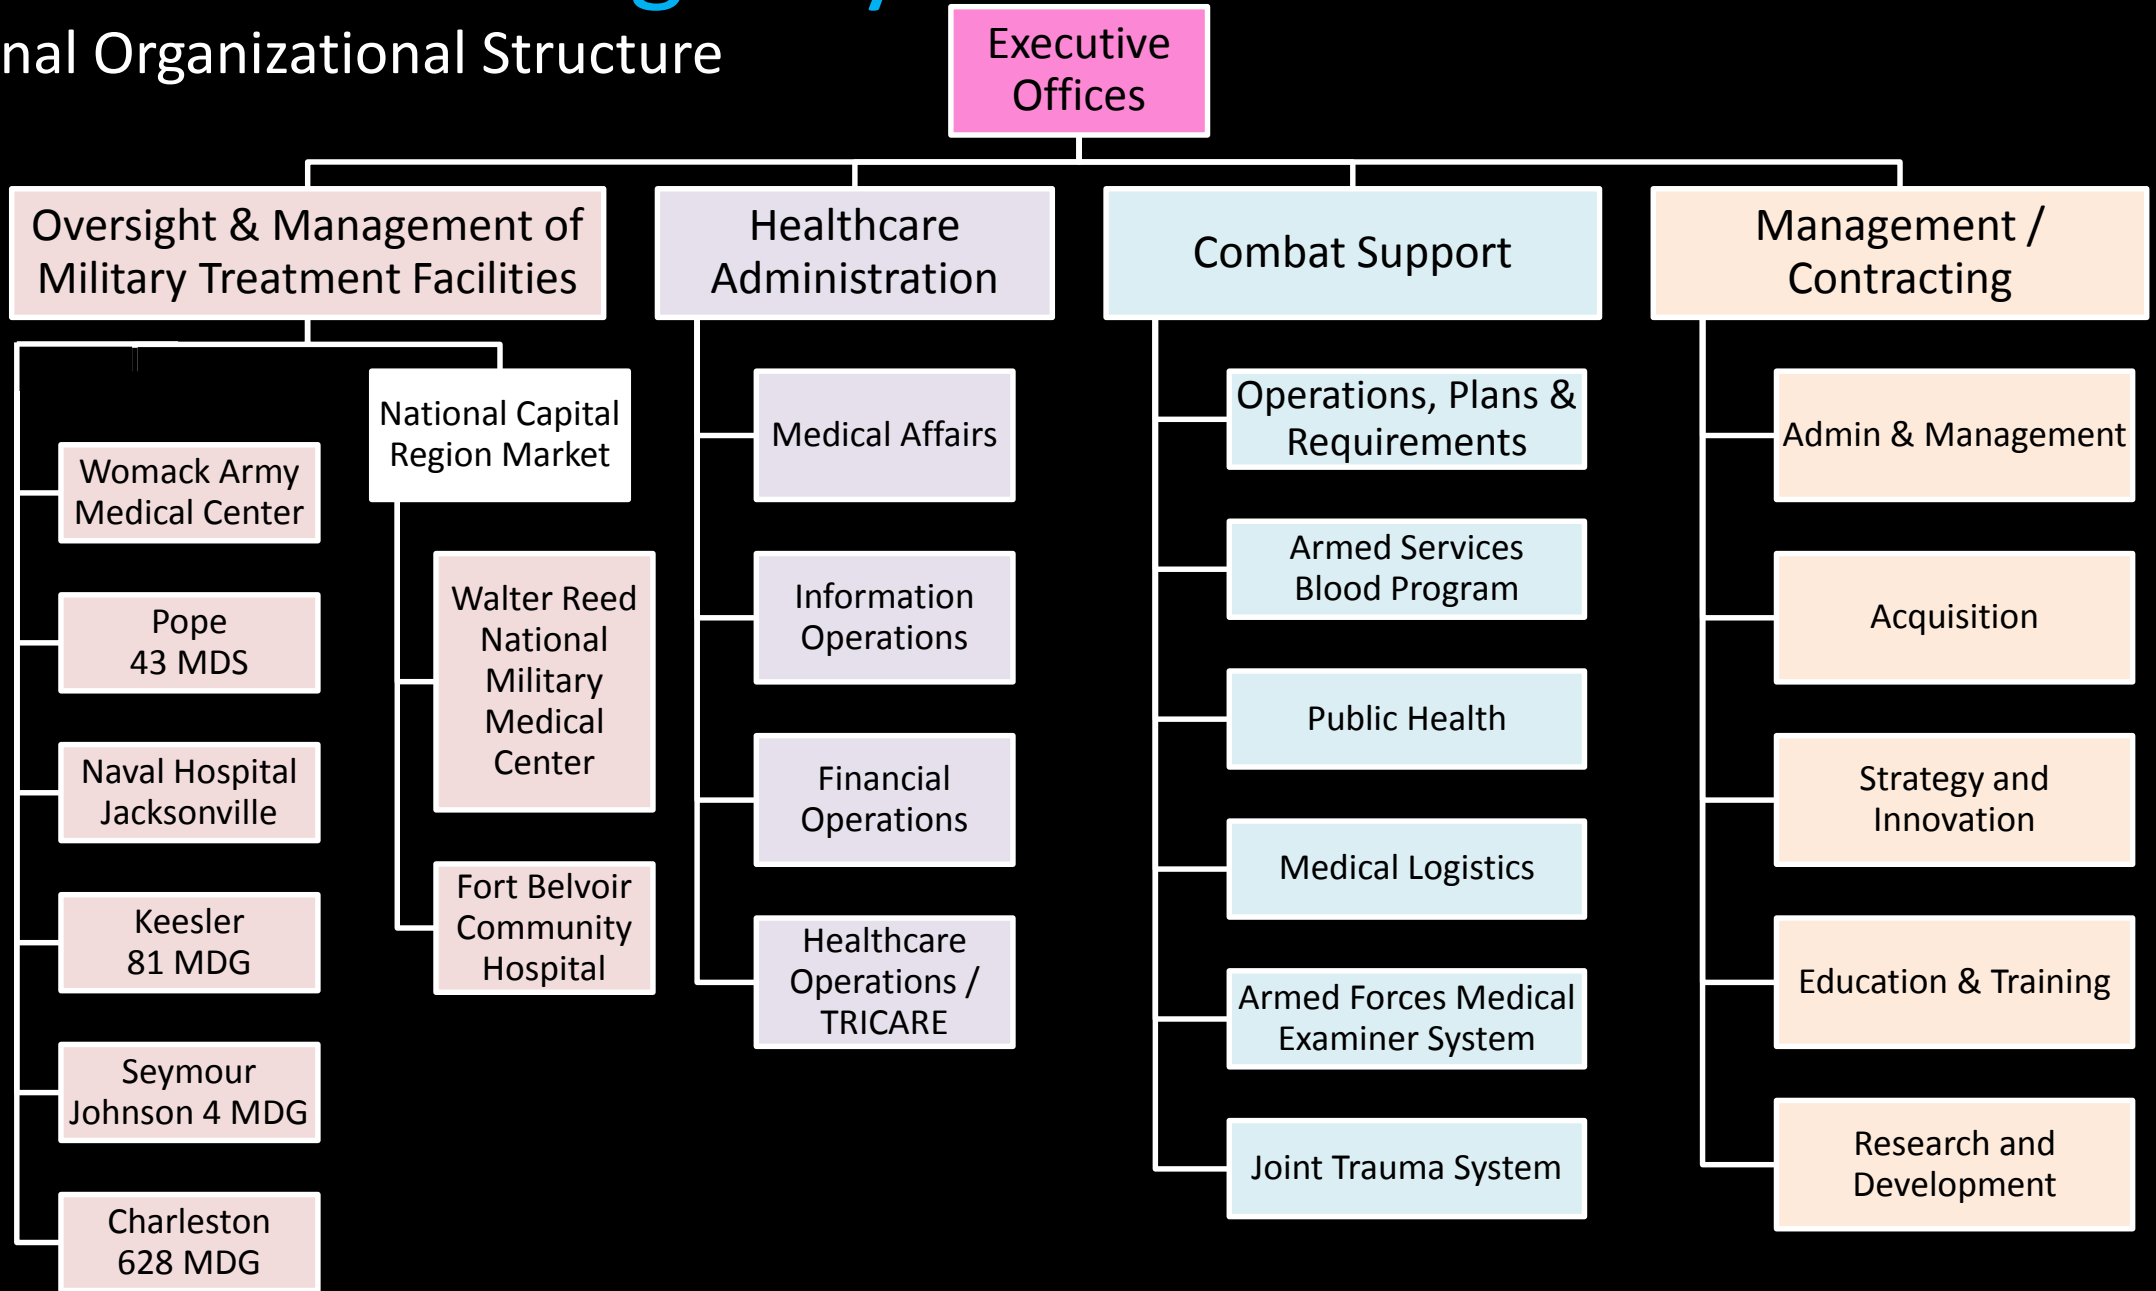 nal Organizational Structure
Executive
Offices
Oversight & Management of
Military Treatment Facilities
Healthcare
Administration
Combat Support
Management /
Contracting
Womack Army
Medical Center
Pope
43 MDS
Naval Hospital
Jacksonville
Keesler
81 MDG
Seymour
Johnson 4 MDG
Charleston
628 MDG
National Capital
Region Market
Walter Reed
National
Military
Medical
Center
Fort Belvoir
Community
Hospital
Medical Affairs
Information
Operations
Financial
Operations
Healthcare
Operations /
TRICARE
Operations, Plans &
Requirements
Armed Services
Blood Program
Public Health
Medical Logistics
Armed Forces Medical
Examiner System
Joint Trauma System
Admin & Management
Acquisition
Strategy and
Innovation
Education & Training
Research and
Development